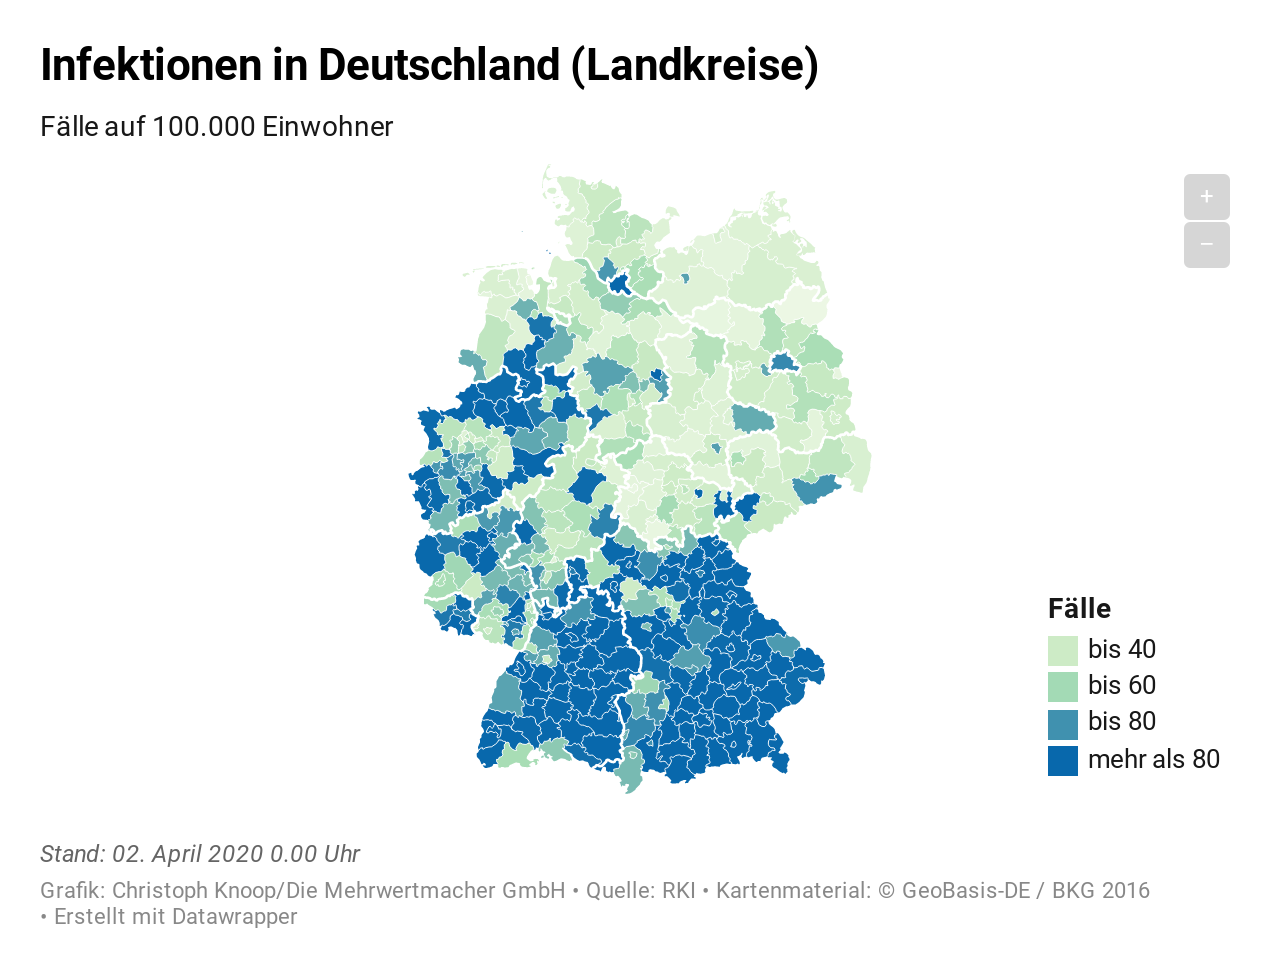 Infektionen in Deutschland (Landkreise)
Fälle auf 100.000 Einwohner
+
−
Fälle
bis 40
bis 60
bis 80
mehr als 80
Stand: 02. April 2020 0.00 Uhr
Grafik: Christoph Knoop/Die Mehrwertmacher GmbH • Quelle: RKI • Kartenmaterial: © GeoBasis-DE / BKG 2016
• Erstellt mit Datawrapper